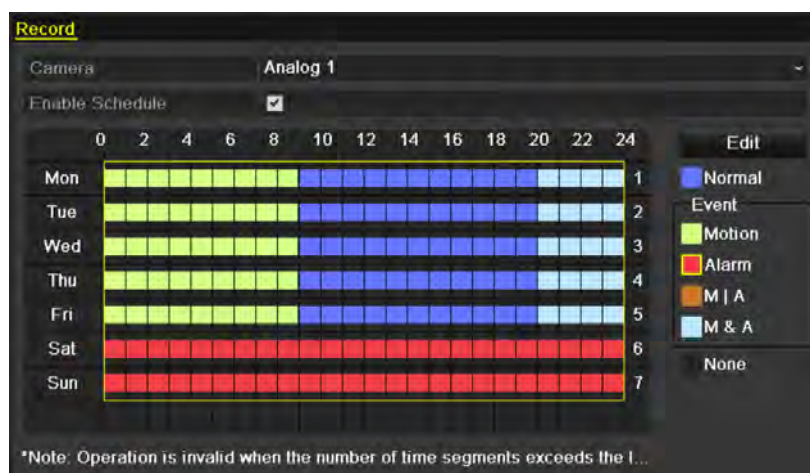 Record
Camera Analog 1
Enable Schedule
0 2 4 6 8 10 12 14 16 18 20 22 24 Edit
Mon 1 Normal
Tue 2 Event
Wed 3 Motion
Thu 4 Alarm
Fri 5 M | A
M & A
Sat 6
None
Sun 7
*Note: Operation is invalid when the number of time segments exceeds the l...